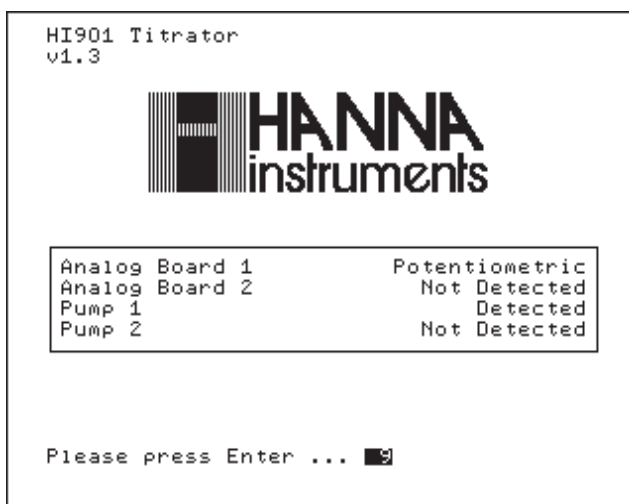 HI901 Titrator
v1.3
HANNA
instruments
Analog Board 1 Potentiometric
Analog Board 2 Not Detected
Pump 1 Detected
Pump 2 Not Detected
Please press Enter ... 9